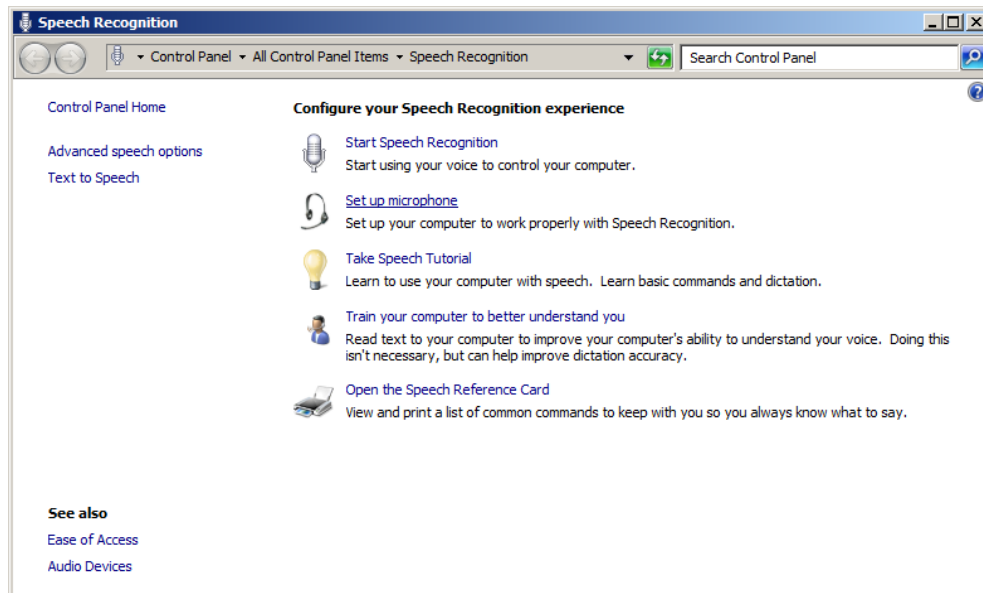 Speech Recognition
Control Panel All Control Panel Items Speech Recognition Search Control Panel
Control Panel Home
Advanced speech options
Text to Speech
Configure your Speech Recognition experience
Start Speech Recognition
Start using your voice to control your computer.
Set up microphone
Set up your computer to work properly with Speech Recognition.
Take Speech Tutorial
Learn to use your computer with speech. Learn basic commands and dictation.
Train your computer to better understand you
Read text to your computer to improve your computer's ability to understand your voice. Doing this
isn't necessary, but can help improve dictation accuracy.
Open the Speech Reference Card
View and print a list of common commands to keep with you so you always know what to say.
See also
Ease of Access
Audio Devices